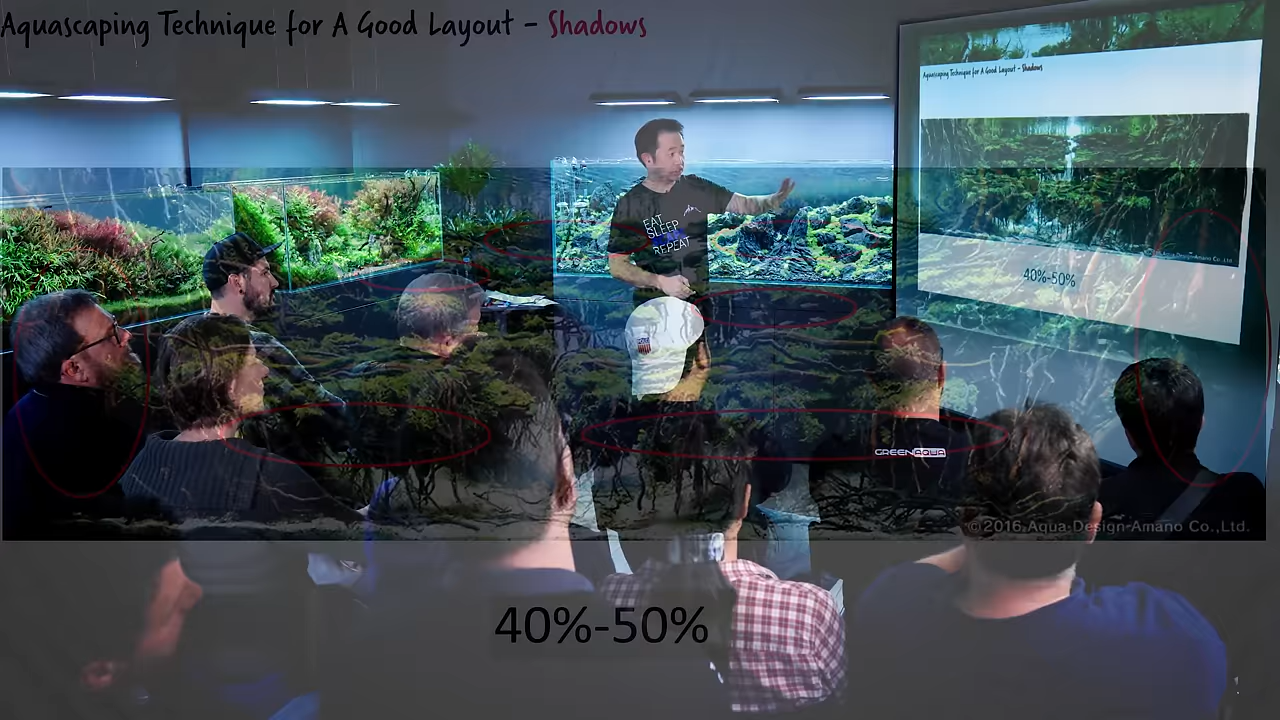 Aquascaping Technique for A Good Layout - Shadows
Aquascaping Technique for A Good Layout - Shadows
EAT
SLEEP
REPEAT
40%-50%
GREENAQUA
©2016 Aqua-Design-Amano Co.,Ltd.
40%-50%